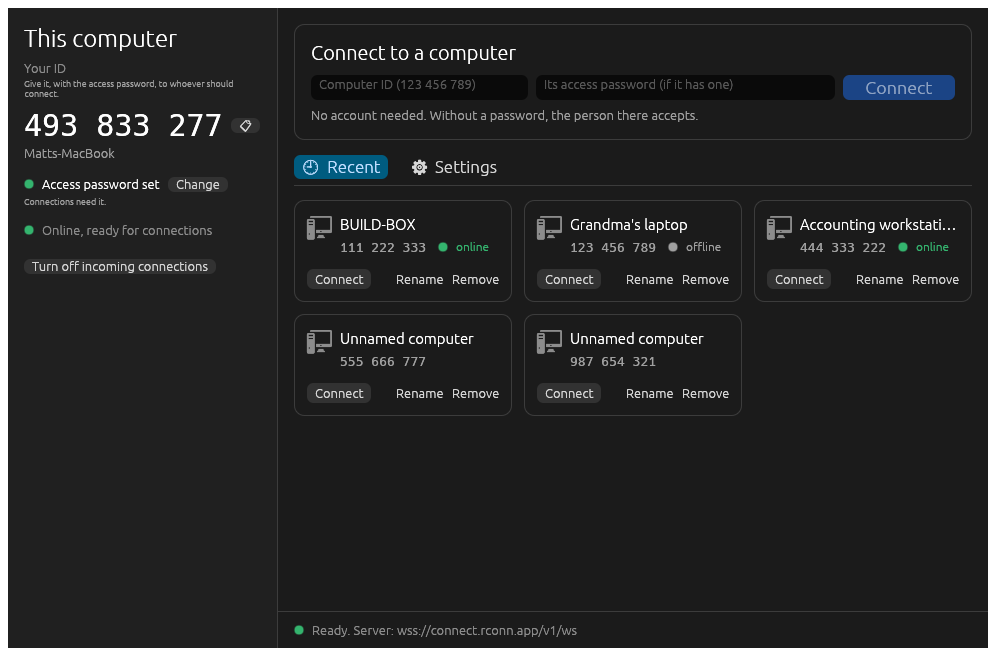 This computer
Your ID
Give it, with the access password, to whoever should
connect.
493 833 277
Matts-MacBook
Access password set Change
Connections need it.
Online, ready for connections
Turn off incoming connections
Connect to a computer
Computer ID (123 456 789) Its access password (if it has one) Connect
No account needed. Without a password, the person there accepts.
Recent Settings
BUILD-BOX
111 222 333 online
Connect Rename Remove
Grandma's laptop
123 456 789 offline
Connect Rename Remove
Accounting workstati…
444 333 222 online
Connect Rename Remove
Unnamed computer
555 666 777
Connect Rename Remove
Unnamed computer
987 654 321
Connect Rename Remove
Ready. Server: wss://connect.rconn.app/v1/ws